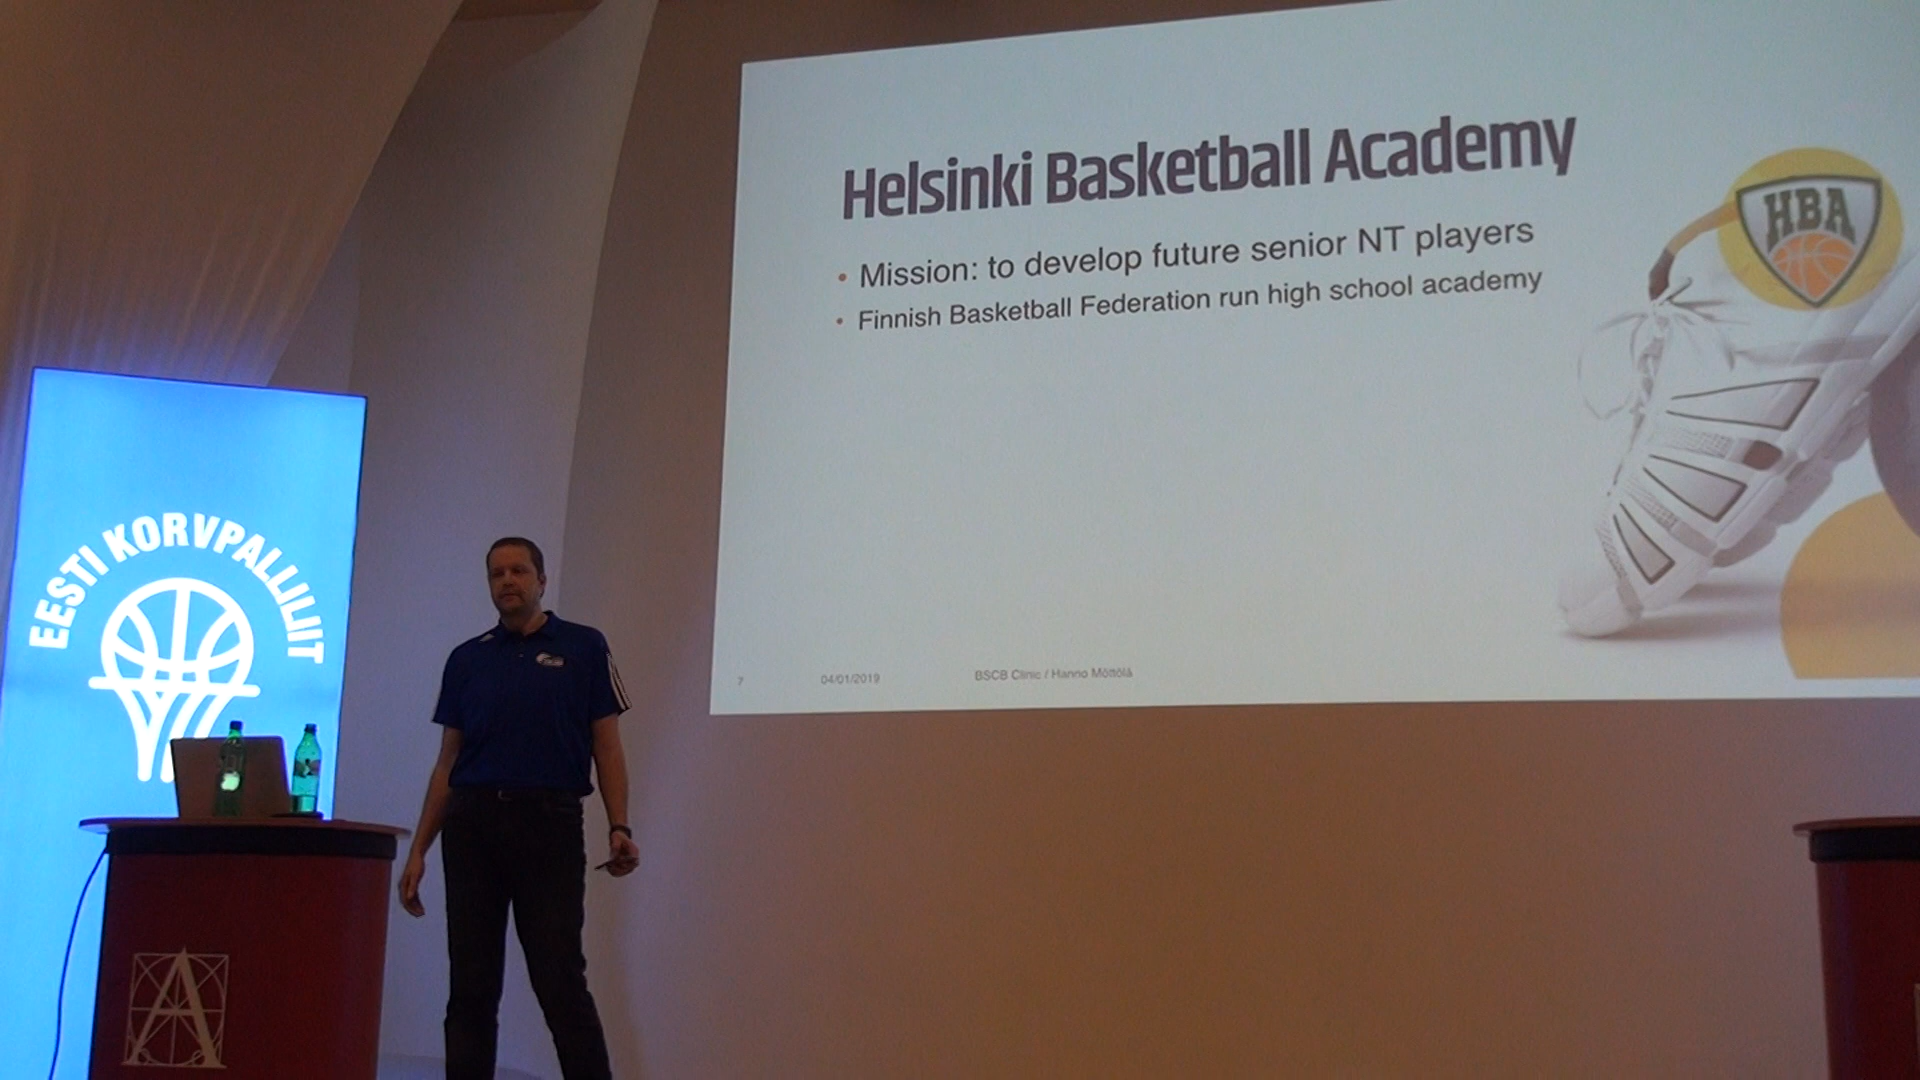 Helsinki Basketball Academy
• Mission: to develop future senior NT players
• Finnish Basketball Federation run high school academy
HBA
7
04/01/2019
BSCB Clinic / Hanno Möttölä
EESTI KORVPALLILIIT
A